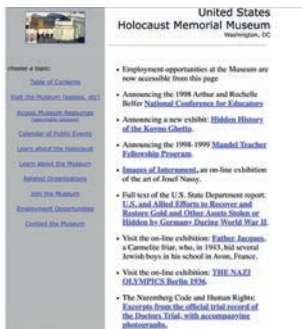 United States
Holocaust Memorial Museum
Washington, DC
choose a topic:
Table of Contents
Visit the Museum (passes, etc)
Access Museum Resources
Calendar of Public Events
Learn about the Holocaust
Learn about the Museum
Related Organizations
Join the Museum
Employment Opportunities
Contact the Museum
• Employment opportunities at the Museum are
now accessible from this page
• Announcing the 1998 Arthur and Rochelle
Belfer National Conference for Educators
• Announcing a new exhibit: Hidden History
of the Kovno Ghetto.
• Announcing the 1998-1999 Mandel Teacher
Fellowship Program.
• Images of Internment, an on-line exhibition
of the art of Josef Nassy.
• Full text of the U.S. State Department report:
U.S. and Allied Efforts to Recover and
Restore Gold and Other Assets Stolen or
Hidden by Germany During World War II.
• Visit the on-line exhibition: Father Jacques,
a Carmelite friar, who, in 1943, hid several
Jewish boys in his school in Avon, France.
• Visit the on-line exhibition: THE NAZI
OLYMPICS Berlin 1936.
• The Nuremberg Code and Human Rights:
Excerpts from the official trial record of
the Doctors Trial, with accompanying
photographs.